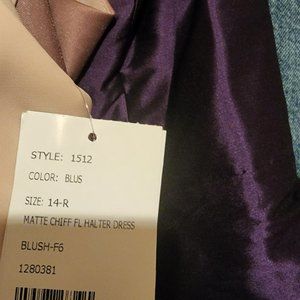 STYLE: 1512
COLOR: BLUS
SIZE: 14-R
MATTE CHIFF FL HALTER DRESS
BLUSH-F6
1280381